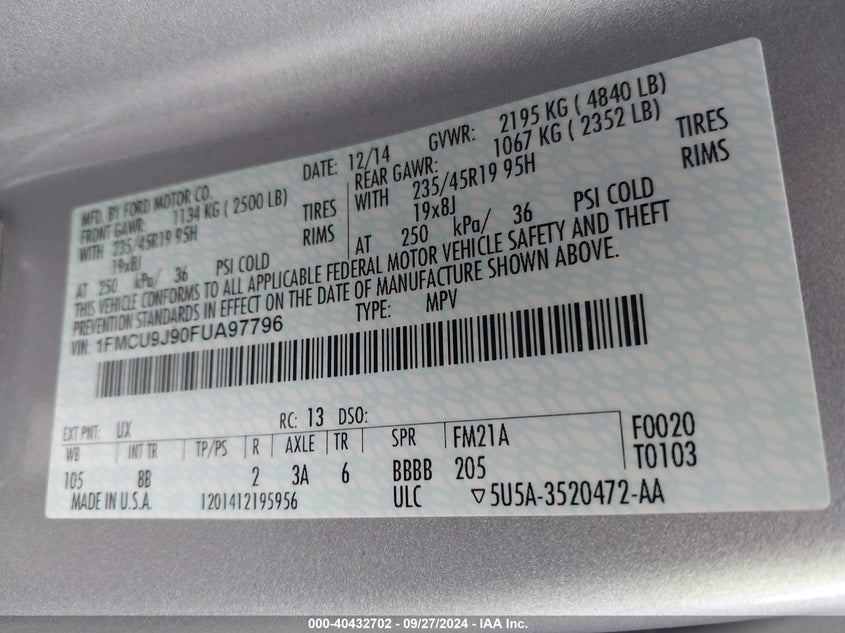 MFD. BY FORD MOTOR CO.
DATE: 12/14 GVWR: 2195 KG ( 4840 LB)
FRONT GAWR: 1134 KG ( 2500 LB) REAR GAWR: 1067 KG ( 2352 LB)
WITH 235/45R19 95H TIRES WITH 235/45R19 95H TIRES
19x8J RIMS 19x8J RIMS
AT 250 kPa/ 36 PSI COLD AT 250 kPa/ 36 PSI COLD
THIS VEHICLE CONFORMS TO ALL APPLICABLE FEDERAL MOTOR VEHICLE SAFETY AND THEFT
PREVENTION STANDARDS IN EFFECT ON THE DATE OF MANUFACTURE SHOWN ABOVE.
VIN: 1FMCU9J90FUA97796 TYPE: MPV
EXT PNT: UX RC: 13 DSO:
WB INT TR TP/PS R AXLE TR SPR FM21A F0020
105 8B 2 3A 6 BBBB 205 T0103
MADE IN U.S.A. 1201412195956 ULC ▽5U5A-3520472-AA
000-40432702 - 09/27/2024 - IAA Inc.